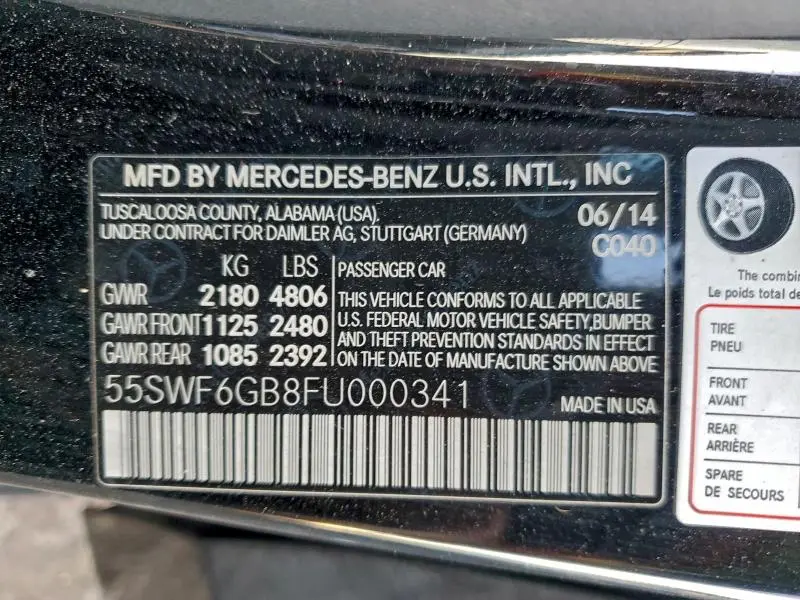 MFD BY MERCEDES-BENZ U.S. INTL., INC
TUSCALOOSA COUNTY, ALABAMA (USA). 06/14
UNDER CONTRACT FOR DAIMLER AG, STUTTGART (GERMANY) C040
KG LBS PASSENGER CAR
GWR 2180 4806
GAWR FRONT 1125 2480
GAWR REAR 1085 2392
THIS VEHICLE CONFORMS TO ALL APPLICABLE
U.S. FEDERAL MOTOR VEHICLE SAFETY, BUMPER
AND THEFT PREVENTION STANDARDS IN EFFECT
ON THE DATE OF MANUFACTURE SHOWN ABOVE
55SWF6GB8FU000341 MADE IN USA
The combin
Le poids total de
TIRE
PNEU
FRONT
AVANT
REAR
ARRIÈRE
SPARE
DE SECOURS